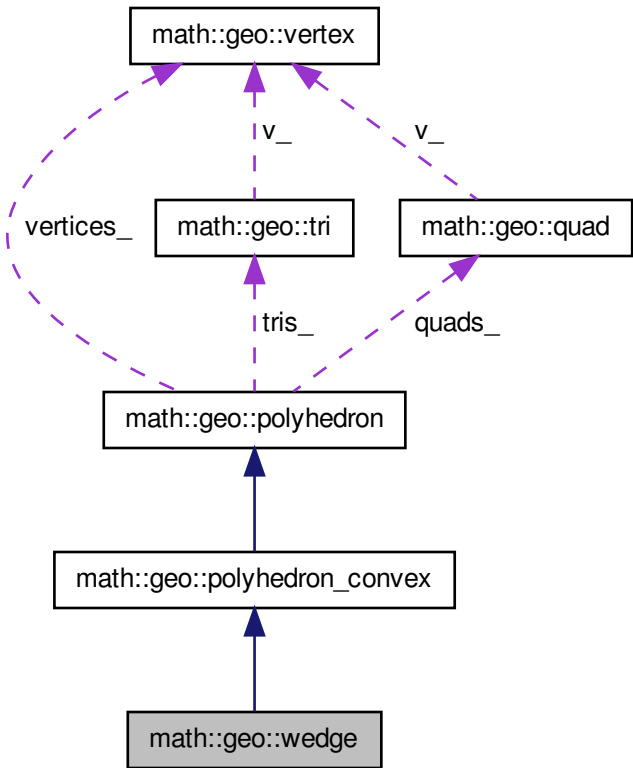 math::geo::vertex
v_
v_
vertices_
math::geo::tri
math::geo::quad
tris_
quads_
math::geo::polyhedron
math::geo::polyhedron_convex
math::geo::wedge